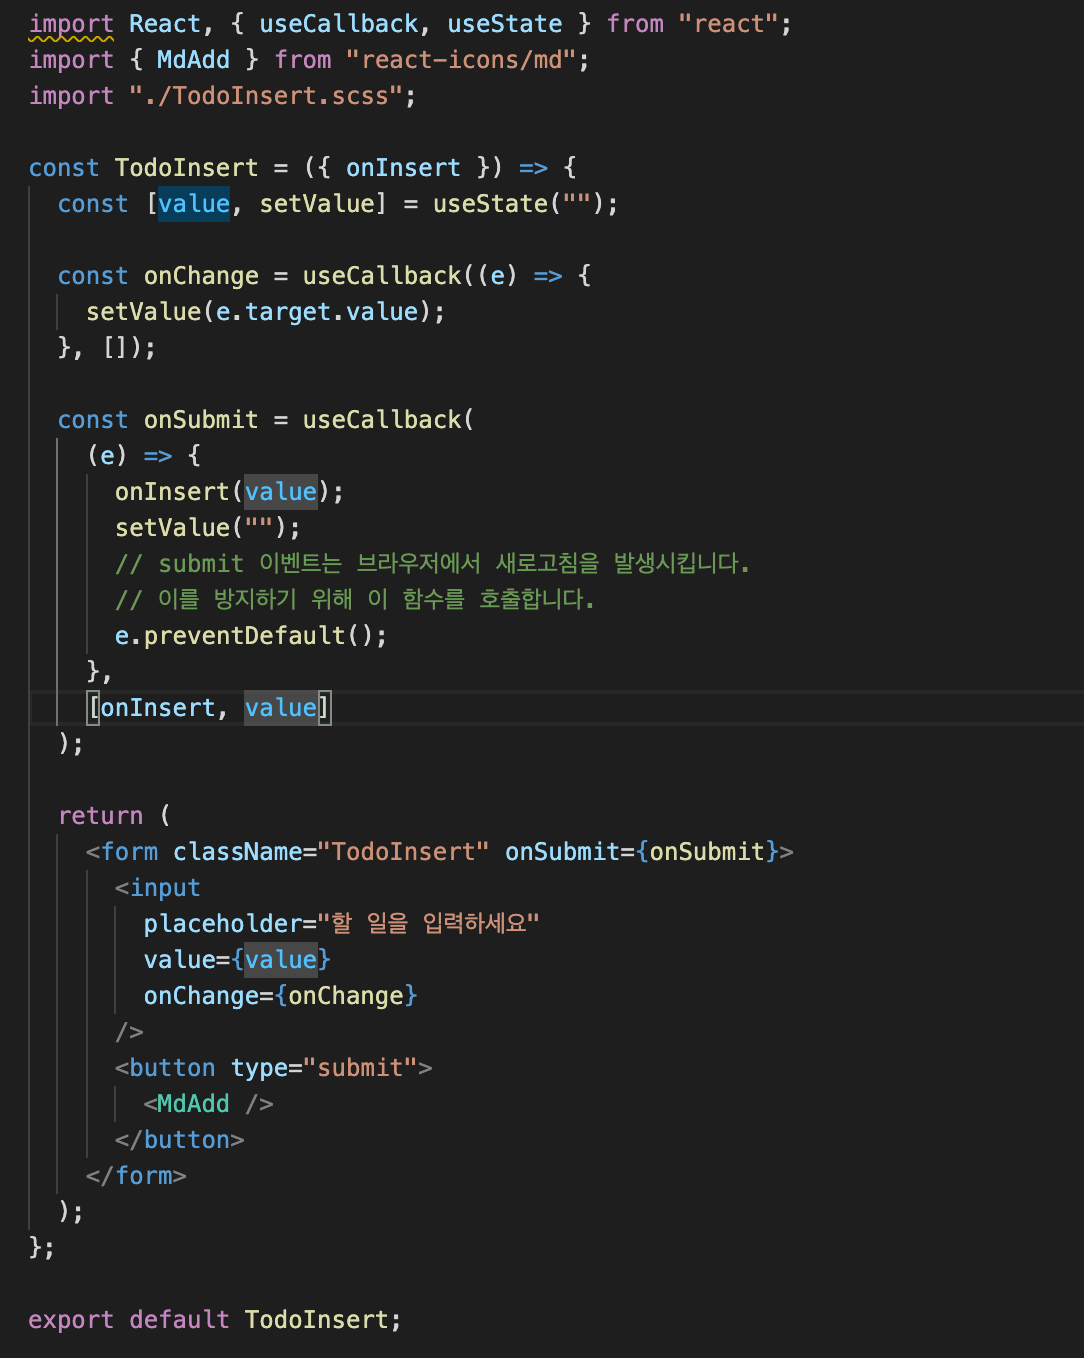 import React, { useCallback, useState } from "react";
import { MdAdd } from "react-icons/md";
import "./TodoInsert.scss";

const TodoInsert = ({ onInsert }) => {
  const [value, setValue] = useState("");

  const onChange = useCallback((e) => {
    setValue(e.target.value);
  }, []);

  const onSubmit = useCallback(
    (e) => {
      onInsert(value);
      setValue("");
      // submit 이벤트는 브라우저에서 새로고침을 발생시킵니다.
      // 이를 방지하기 위해 이 함수를 호출합니다.
      e.preventDefault();
    },
    [onInsert, value]
  );

  return (
    <form className="TodoInsert" onSubmit={onSubmit}>
      <input
        placeholder="할 일을 입력하세요"
        value={value}
        onChange={onChange}
      />
      <button type="submit">
        <MdAdd />
      </button>
    </form>
  );
};

export default TodoInsert;